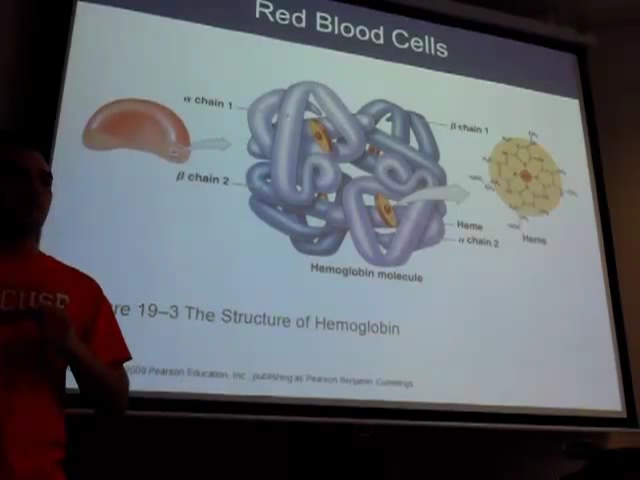 Red Blood Cells
α chain 1
β chain 1
β chain 2
Heme
α chain 2
Heme
Hemoglobin molecule
re 19–3 The Structure of Hemoglobin
2009 Pearson Education, Inc., publishing as Pearson Benjamin Cummings
CUSE